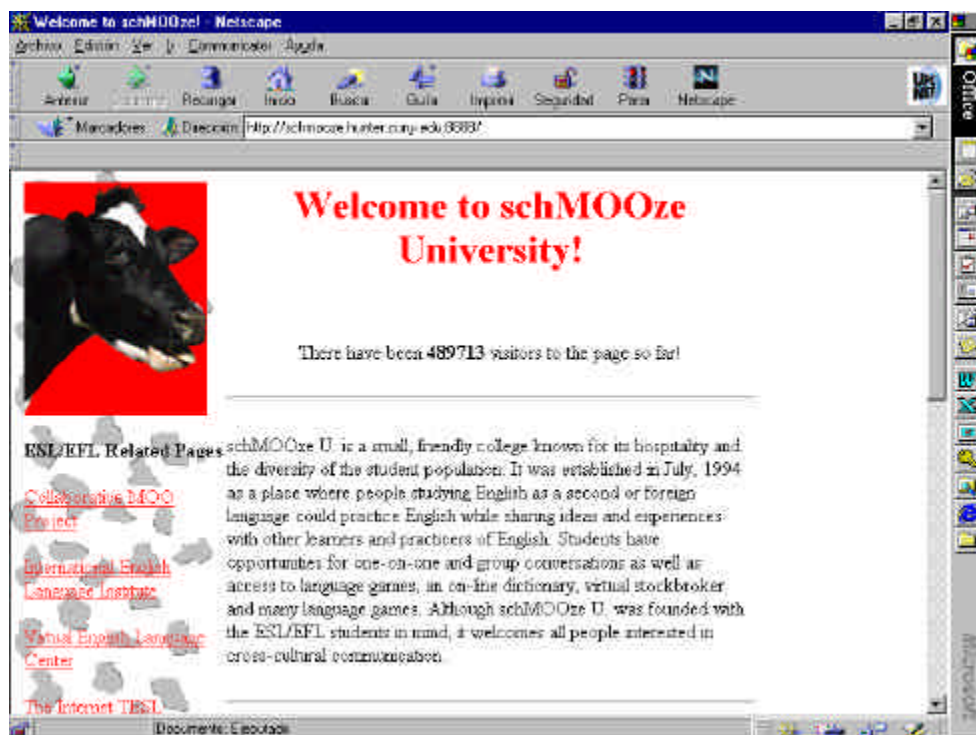 Welcome to schMOOze! - Netscape
Archivo Edición Ver Ir Communicator Ayuda
Anterior Recargar Inicio Buscar Guía Imprimir Seguridad Parar Netscape
Marcadores Dirección http://schmooze.hunter.cuny.edu:8888/
Office
Welcome to schMOOze
University!
There have been 489713 visitors to the page so far!
ESL/EFL Related Pages
Collaborative MOO
Project
International English
Language Institute
Virtual English Language
Center
The Internet TESL
schMOOze U. is a small, friendly college known for its hospitality and
the diversity of the student population. It was established in July, 1994
as a place where people studying English as a second or foreign
language could practice English while sharing ideas and experiences
with other learners and practicers of English. Students have
opportunities for one-on-one and group conversations as well as
access to language games, an on-line dictionary, virtual stockbroker
and many language games. Although schMOOze U. was founded with
the ESL/EFL students in mind, it welcomes all people interested in
cross-cultural communication.
Documento: Ejecutado
Microsoft